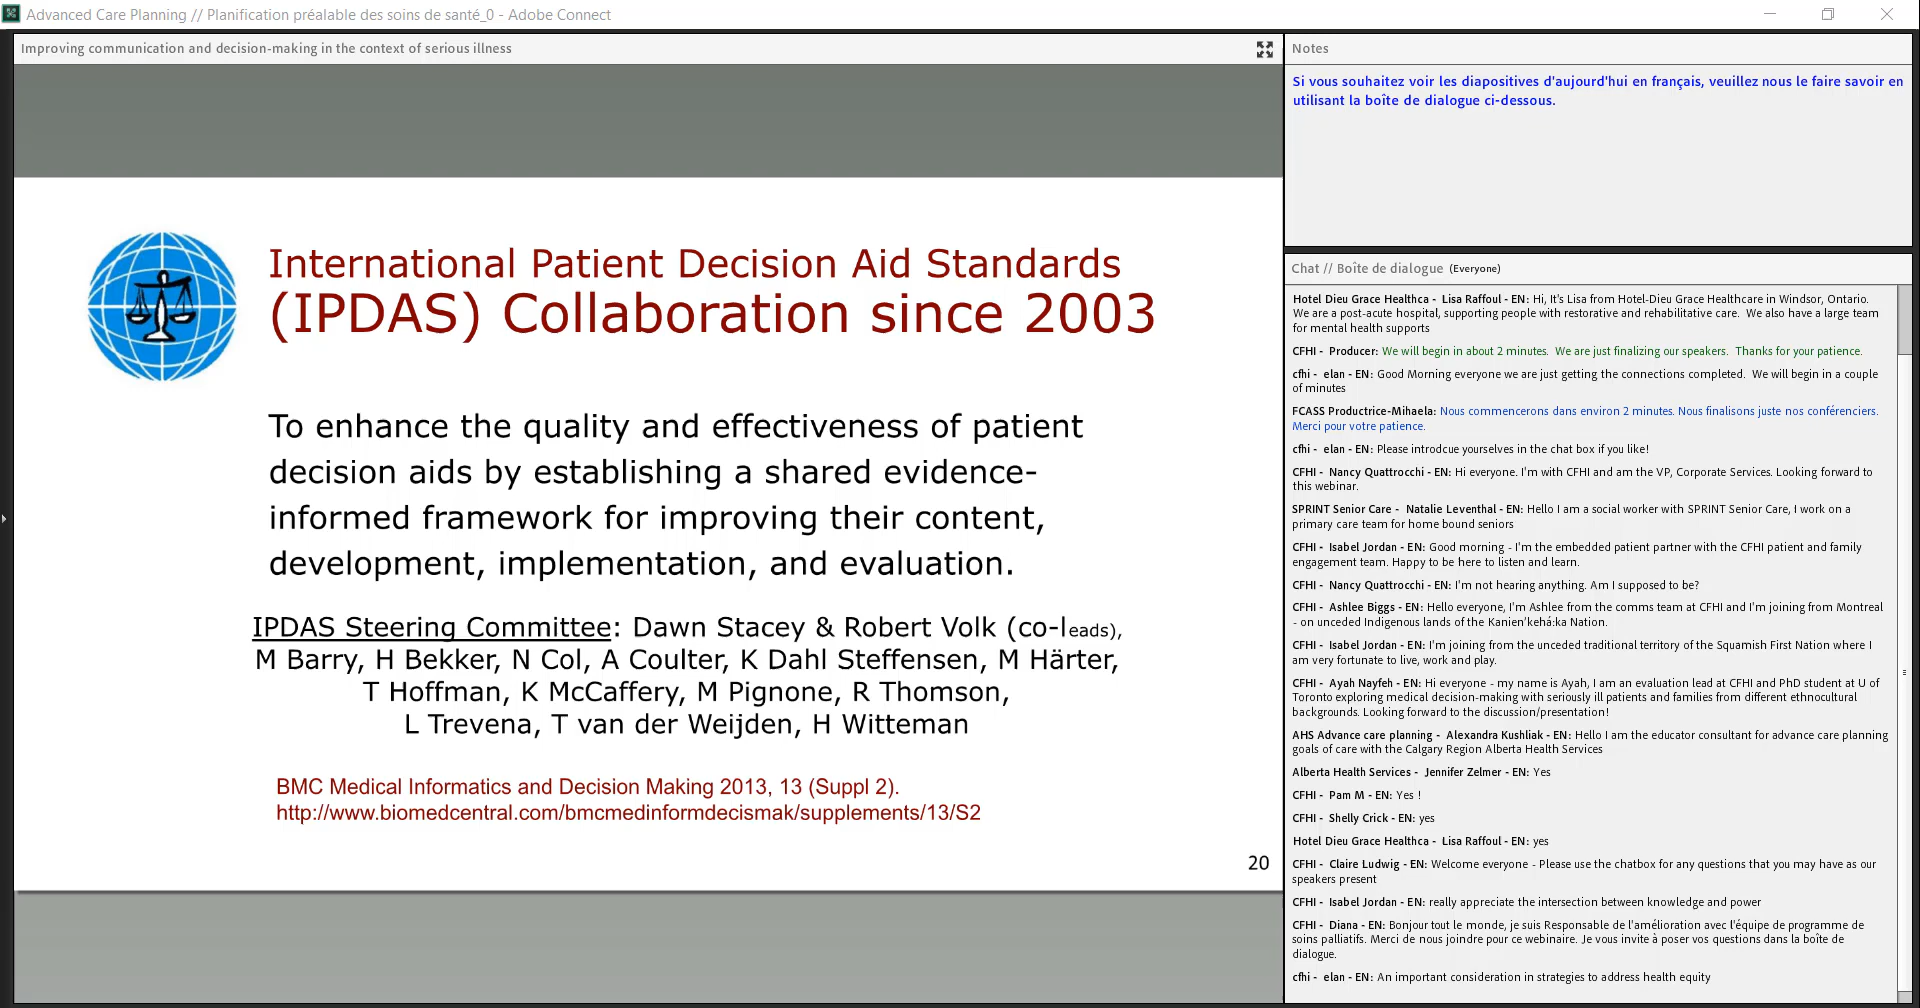 Advanced Care Planning // Planification préalable des soins de santé_0 - Adobe Connect
Improving communication and decision-making in the context of serious illness
International Patient Decision Aid Standards
(IPDAS) Collaboration since 2003
To enhance the quality and effectiveness of patient
decision aids by establishing a shared evidence-
informed framework for improving their content,
development, implementation, and evaluation.
IPDAS Steering Committee: Dawn Stacey & Robert Volk (co-leads),
M Barry, H Bekker, N Col, A Coulter, K Dahl Steffensen, M Härter,
T Hoffman, K McCaffery, M Pignone, R Thomson,
L Trevena, T van der Weijden, H Witteman
BMC Medical Informatics and Decision Making 2013, 13 (Suppl 2).
http://www.biomedcentral.com/bmcmedinformdecismak/supplements/13/S2
20
Notes
Si vous souhaitez voir les diapositives d'aujourd'hui en français, veuillez nous le faire savoir en
utilisant la boîte de dialogue ci-dessous.
Chat // Boîte de dialogue (Everyone)
Hotel Dieu Grace Healthca - Lisa Raffoul - EN: Hi, It's Lisa from Hotel-Dieu Grace Healthcare in Windsor, Ontario.
We are a post-acute hospital, supporting people with restorative and rehabilitative care. We also have a large team
for mental health supports
CFHI - Producer: We will begin in about 2 minutes. We are just finalizing our speakers. Thanks for your patience.
cfhi - elan - EN: Good Morning everyone we are just getting the connections completed. We will begin in a couple
of minutes
FCASS Productrice-Mihaela: Nous commencerons dans environ 2 minutes. Nous finalisons juste nos conférenciers.
Merci pour votre patience.
cfhi - elan - EN: Please introdcue yourselves in the chat box if you like!
CFHI - Nancy Quattrocchi - EN: Hi everyone. I'm with CFHI and am the VP, Corporate Services. Looking forward to
this webinar.
SPRINT Senior Care - Natalie Leventhal - EN: Hello I am a social worker with SPRINT Senior Care, I work on a
primary care team for home bound seniors
CFHI - Isabel Jordan - EN: Good morning - I'm the embedded patient partner with the CFHI patient and family
engagement team. Happy to be here to listen and learn.
CFHI - Nancy Quattrocchi - EN: I'm not hearing anything. Am I supposed to be?
CFHI - Ashlee Biggs - EN: Hello everyone, I'm Ashlee from the comms team at CFHI and I'm joining from Montreal
- on unceded Indigenous lands of the Kanien'kehá:ka Nation.
CFHI - Isabel Jordan - EN: I'm joining from the unceded traditional territory of the Squamish First Nation where I
am very fortunate to live, work and play.
CFHI - Ayah Nayfeh - EN: Hi everyone - my name is Ayah, I am an evaluation lead at CFHI and PhD student at U of
Toronto exploring medical decision-making with seriously ill patients and families from different ethnocultural
backgrounds. Looking forward to the discussion/presentation!
AHS Advance care planning - Alexandra Kushliak - EN: Hello I am the educator consultant for advance care planning
goals of care with the Calgary Region Alberta Health Services
Alberta Health Services - Jennifer Zelmer - EN: Yes
CFHI - Pam M - EN: Yes !
CFHI - Shelly Crick - EN: yes
Hotel Dieu Grace Healthca - Lisa Raffoul - EN: yes
CFHI - Claire Ludwig - EN: Welcome everyone - Please use the chatbox for any questions that you may have as our
speakers present
CFHI - Isabel Jordan - EN: really appreciate the intersection between knowledge and power
CFHI - Diana - EN: Bonjour tout le monde, je suis Responsable de l'amélioration avec l'équipe de programme de
soins palliatifs. Merci de nous joindre pour ce webinaire. Je vous invite à poser vos questions dans la boîte de
dialogue.
cfhi - elan - EN: An important consideration in strategies to address health equity